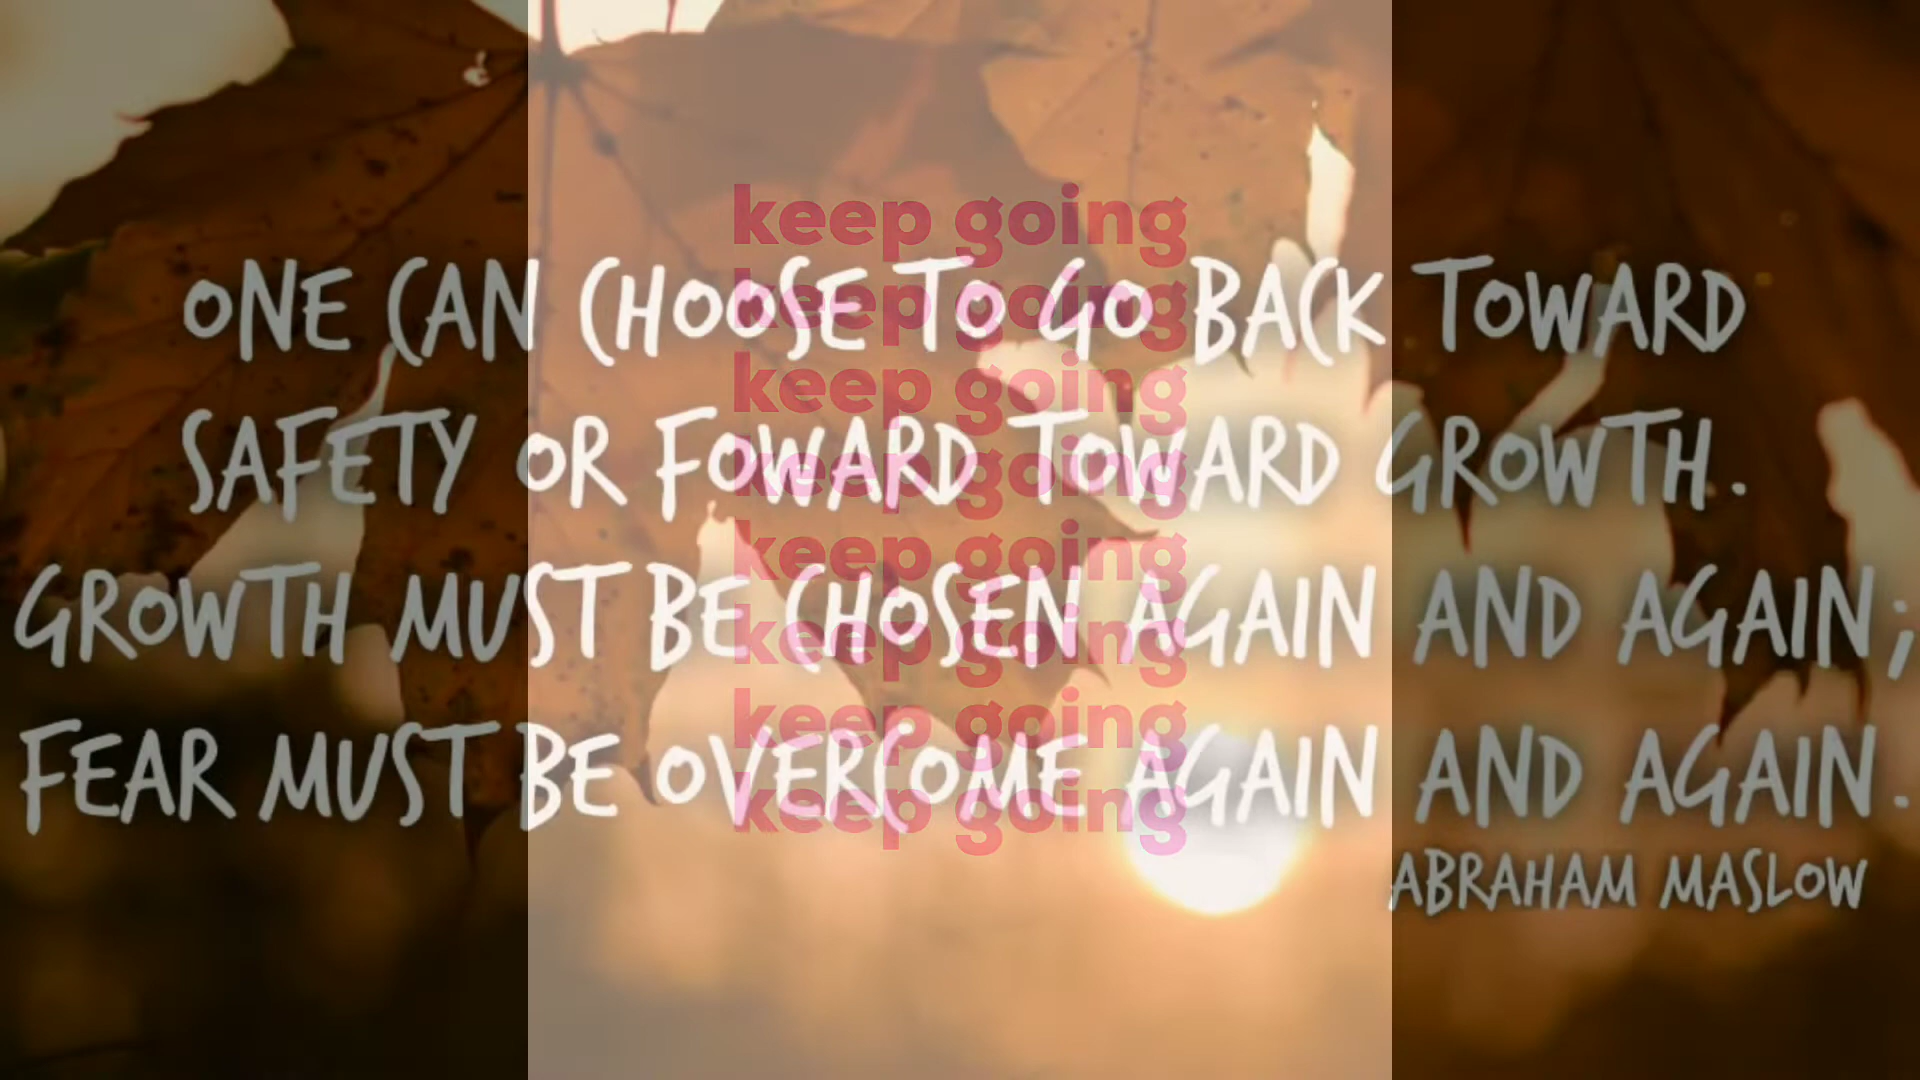 keep going
ONE CAN CHOOSE TO GO BACK TOWARD
keep going
keep going
SAFETY OR FOWARD TOWARD GROWTH.
keep going
keep going
GROWTH MUST BE CHOSEN AGAIN AND AGAIN;
keep going
keep going
FEAR MUST BE OVERCOME AGAIN AND AGAIN.
keep going
ABRAHAM MASLOW